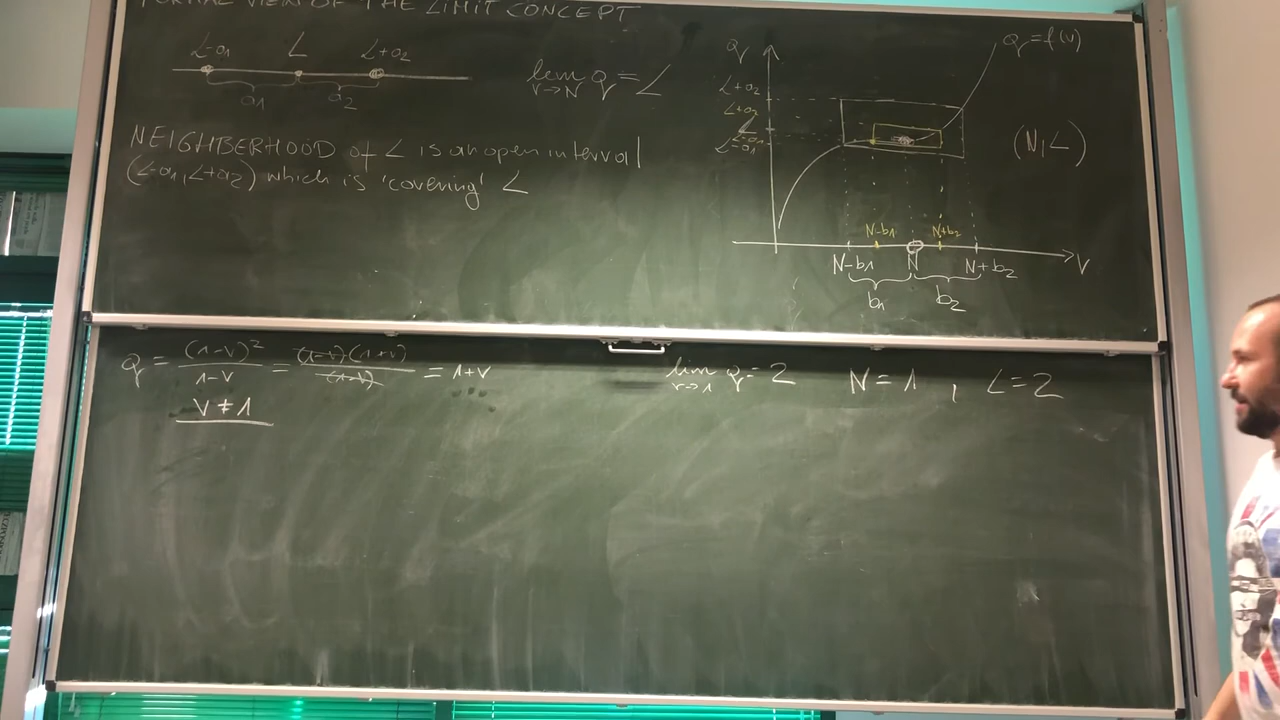 FORMAL VIEW OF THE LIMIT CONCEPT
L-a1 L L+a2
a1 a2
lim Q = L
v→N
NEIGHBERHOOD of L is an open interval
(L-a1, L+a2) which is 'covering' L
Q
Q=f(v)
L+a2
L+a2
L
L-a1
L-a1
(N,L)
N-b1 N+b2
N-b1 N N+b2 V
b1 b2
Q = (1-v)²/1-v = (1-v)(1+v)/(1-v) = 1+v
V≠1
lim Q = 2
v→1
N=1 , L=2